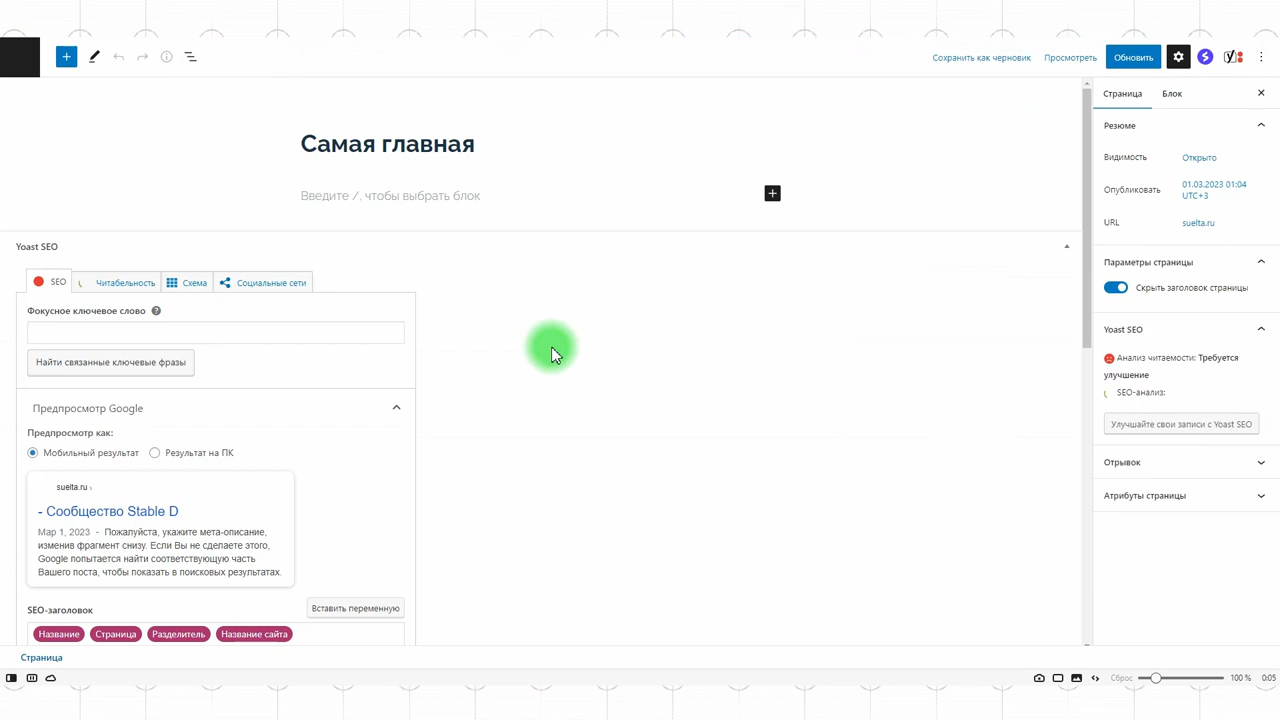 Сохранить как черновик
Просмотреть
Обновить
Страница
Блок
Резюме
Видимость
Открыто
Опубликовать
01.03.2023 01:04
UTC+3
URL
suelta.ru
Параметры страницы
Скрыть заголовок страницы
Yoast SEO
Анализ читаемости: Требуется
улучшение
SEO-анализ:
Улучшайте свои записи с Yoast SEO
Отрывок
Атрибуты страницы
Самая главная
Введите /, чтобы выбрать блок
Yoast SEO
SEO
Читабельность
Схема
Социальные сети
Фокусное ключевое слово
Найти связанные ключевые фразы
Предпросмотр Google
Предпросмотр как:
Мобильный результат
Результат на ПК
suelta.ru ›
- Сообщество Stable D
Мар 1, 2023 - Пожалуйста, укажите мета-описание,
изменив фрагмент снизу. Если Вы не сделаете этого,
Google попытается найти соответствующую часть
Вашего поста, чтобы показать в поисковых результатах.
SEO-заголовок
Вставить переменную
Название
Страница
Разделитель
Название сайта
Страница
Сброс
100 %
0:05